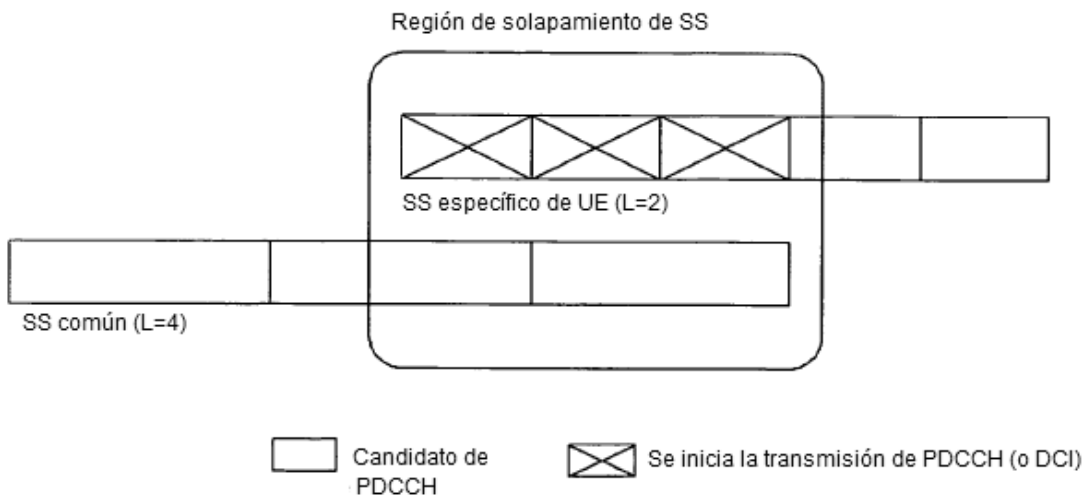 Región de solapamiento de SS
SS específico de UE (L=2)
SS común (L=4)
Candidato de
PDCCH
Se inicia la transmisión de PDCCH (o DCI)